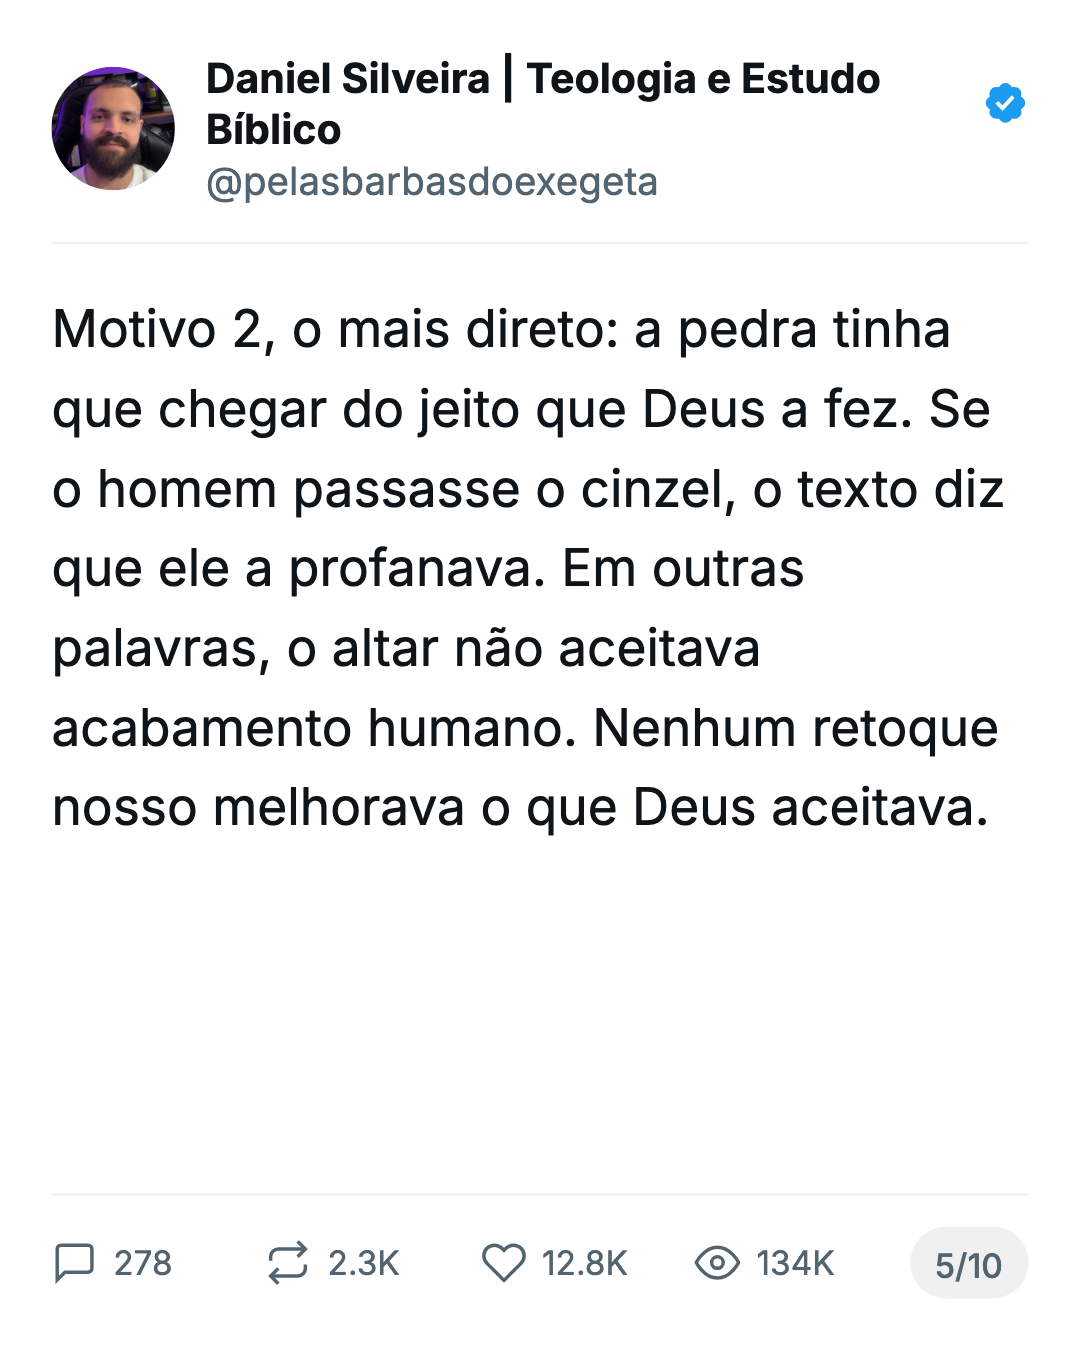 Daniel Silveira | Teologia e Estudo
Bíblico
@pelasbarbasdoexegeta
Motivo 2, o mais direto: a pedra tinha
que chegar do jeito que Deus a fez. Se
o homem passasse o cinzel, o texto diz
que ele a profanava. Em outras
palavras, o altar não aceitava
acabamento humano. Nenhum retoque
nosso melhorava o que Deus aceitava.
278 2.3K 12.8K 134K 5/10